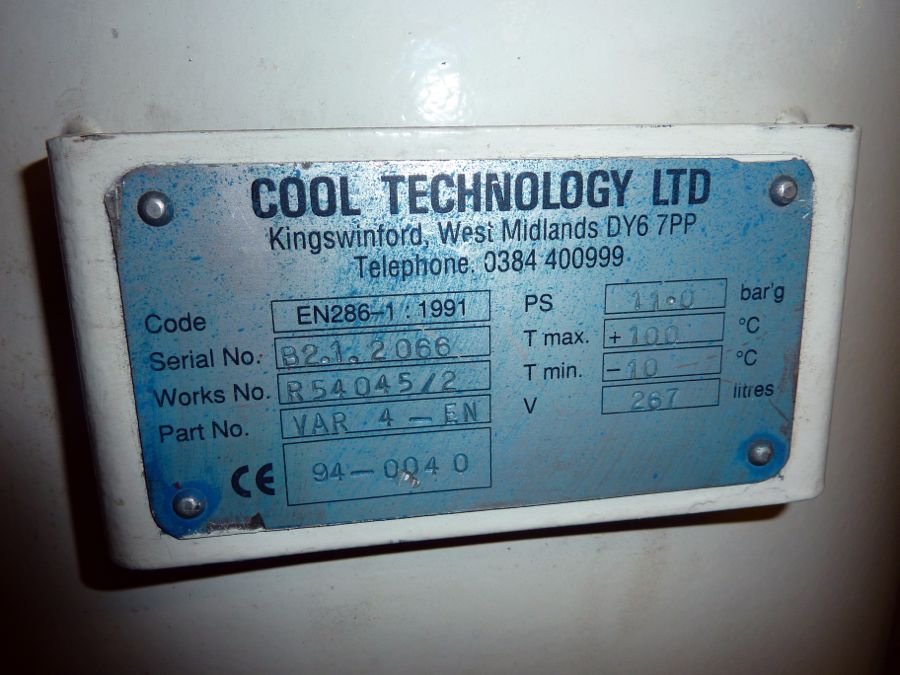 COOL TECHNOLOGY LTD
Kingswinford, West Midlands DY6 7PP
Telephone: 0384 400999
Code EN286-1 : 1991
Serial No. B2.1.2066
Works No. R54045/2
Part No. VAR 4 - EN
CE 94-0040
PS 11.0 bar'g
T max. +100 °C
T min. -10 °C
V 267 litres